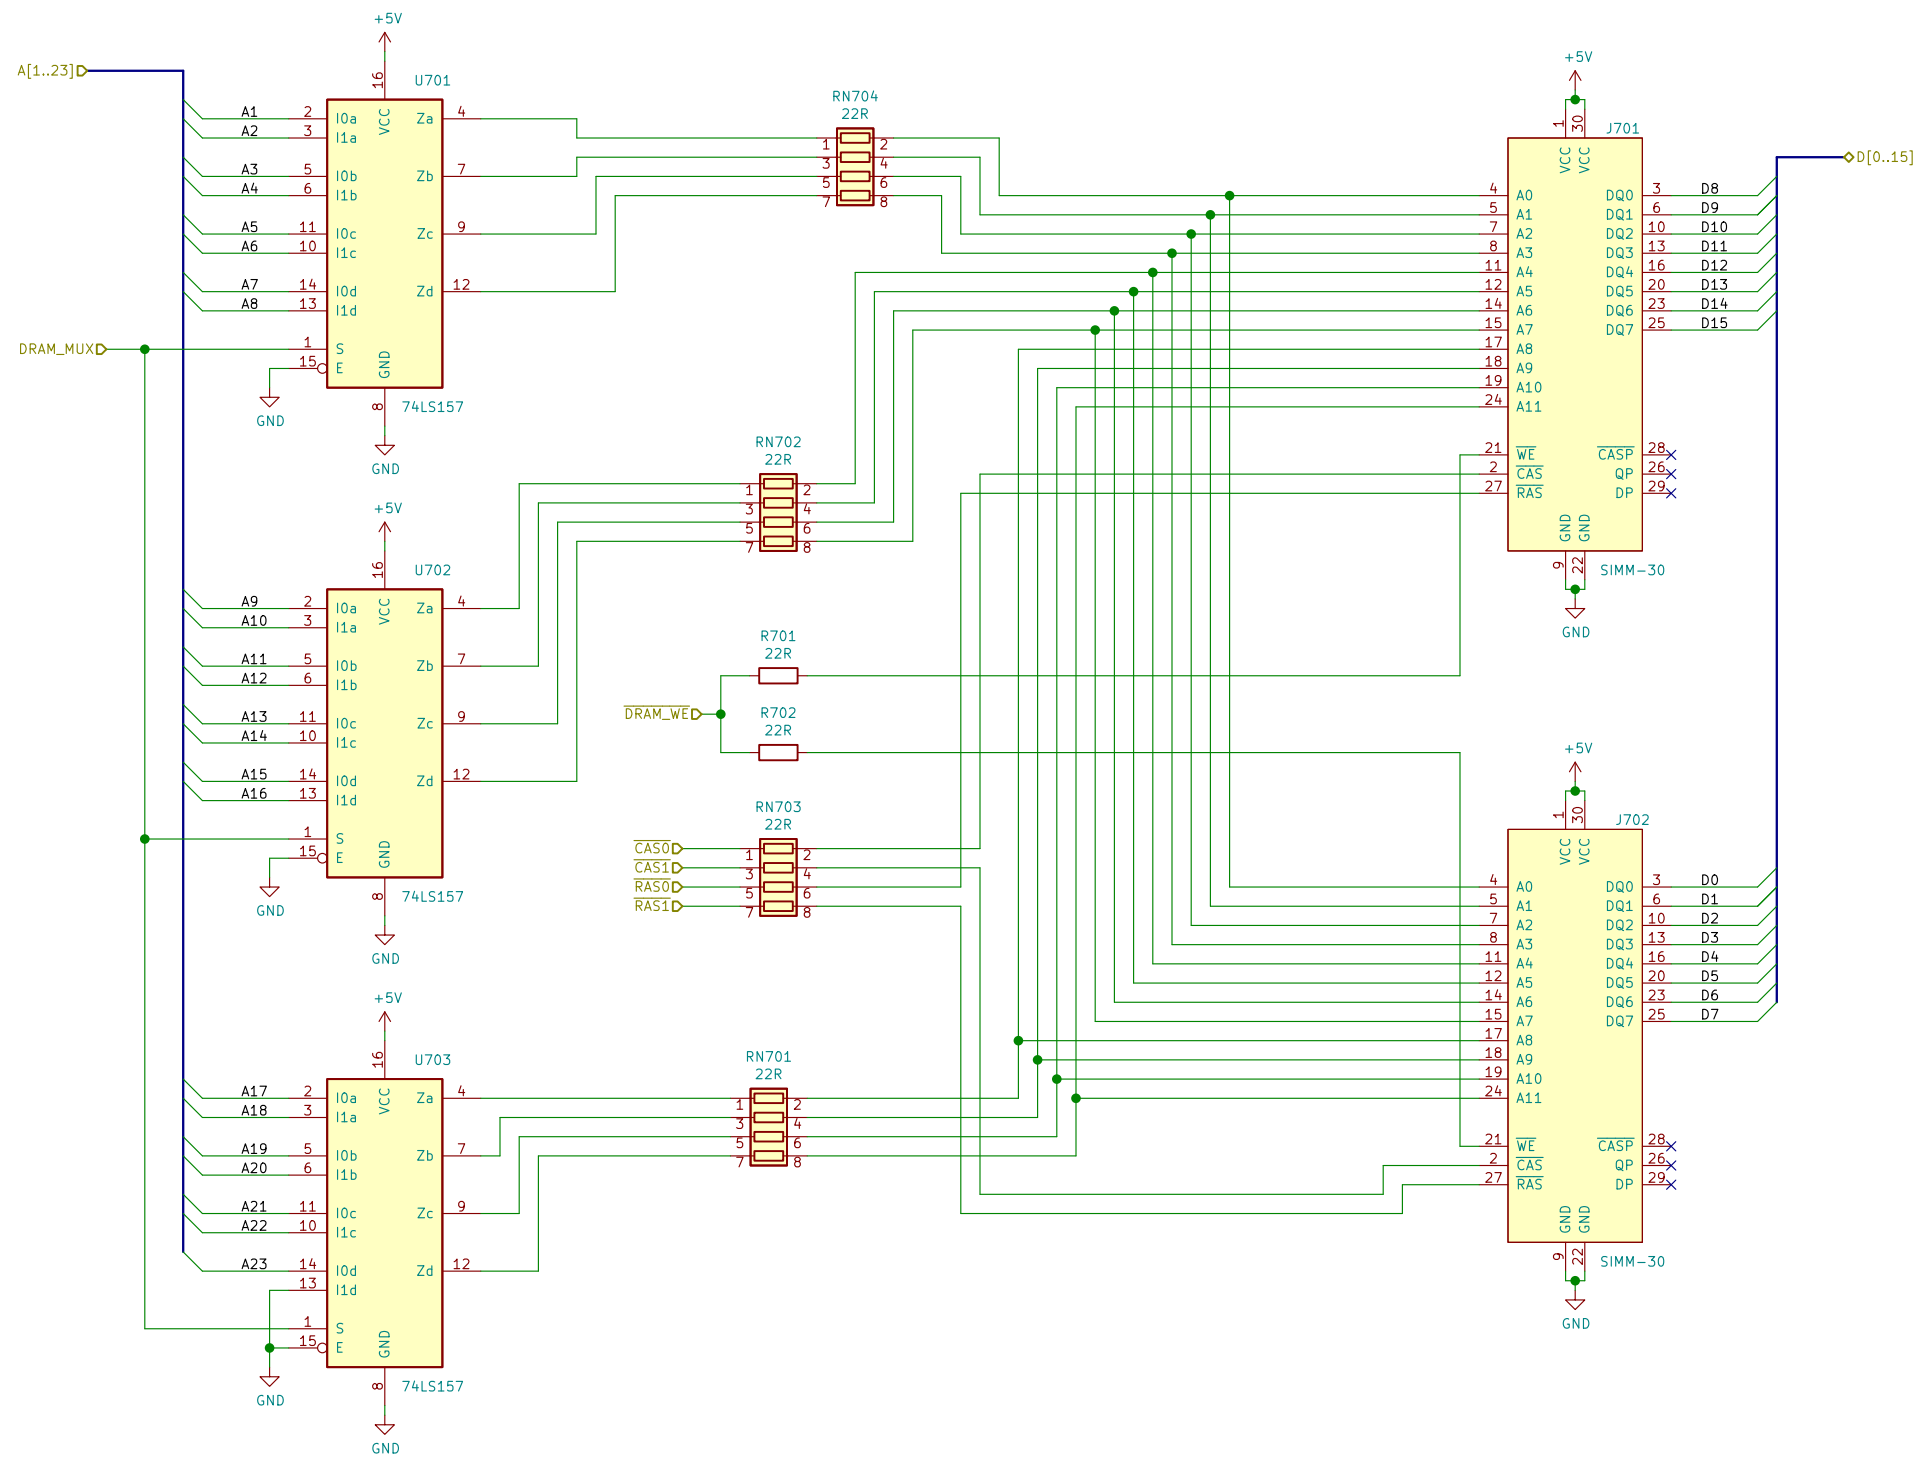 A[1..23]
DRAM_MUX
+5V
16
U701
A1 2 I0a VCC Za 4
A2 3 I1a
A3 5 I0b Zb 7
A4 6 I1b
A5 11 I0c Zc 9
A6 10 I1c
A7 14 I0d Zd 12
A8 13 I1d
1 S
15 E GND
GND
8
74LS157
GND
+5V
16
U702
A9 2 I0a VCC Za 4
A10 3 I1a
A11 5 I0b Zb 7
A12 6 I1b
A13 11 I0c Zc 9
A14 10 I1c
A15 14 I0d Zd 12
A16 13 I1d
1 S
15 E GND
GND
8
74LS157
GND
+5V
16
U703
A17 2 I0a VCC Za 4
A18 3 I1a
A19 5 I0b Zb 7
A20 6 I1b
A21 11 I0c Zc 9
A22 10 I1c
A23 14 I0d Zd 12
13 I1d
1 S
15 E GND
GND
8
74LS157
GND
RN704
22R
1 2
3 4
5 6
7 8
RN702
22R
1 2
3 4
5 6
7 8
R701
22R
DRAM_WE
R702
22R
RN703
22R
CAS0 1 2
CAS1 3 4
RAS0 5 6
RAS1 7 8
RN701
22R
1 2
3 4
5 6
7 8
+5V
1 30
J701
VCC VCC
D[0..15]
4 A0 DQ0 3 D8
5 A1 DQ1 6 D9
7 A2 DQ2 10 D10
8 A3 DQ3 13 D11
11 A4 DQ4 16 D12
12 A5 DQ5 20 D13
14 A6 DQ6 23 D14
15 A7 DQ7 25 D15
17 A8
18 A9
19 A10
24 A11
21 WE CASP 28
2 CAS QP 26
27 RAS DP 29
GND GND
9 22
SIMM-30
GND
+5V
1 30
J702
VCC VCC
4 A0 DQ0 3 D0
5 A1 DQ1 6 D1
7 A2 DQ2 10 D2
8 A3 DQ3 13 D3
11 A4 DQ4 16 D4
12 A5 DQ5 20 D5
14 A6 DQ6 23 D6
15 A7 DQ7 25 D7
17 A8
18 A9
19 A10
24 A11
21 WE CASP 28
2 CAS QP 26
27 RAS DP 29
GND GND
9 22
SIMM-30
GND